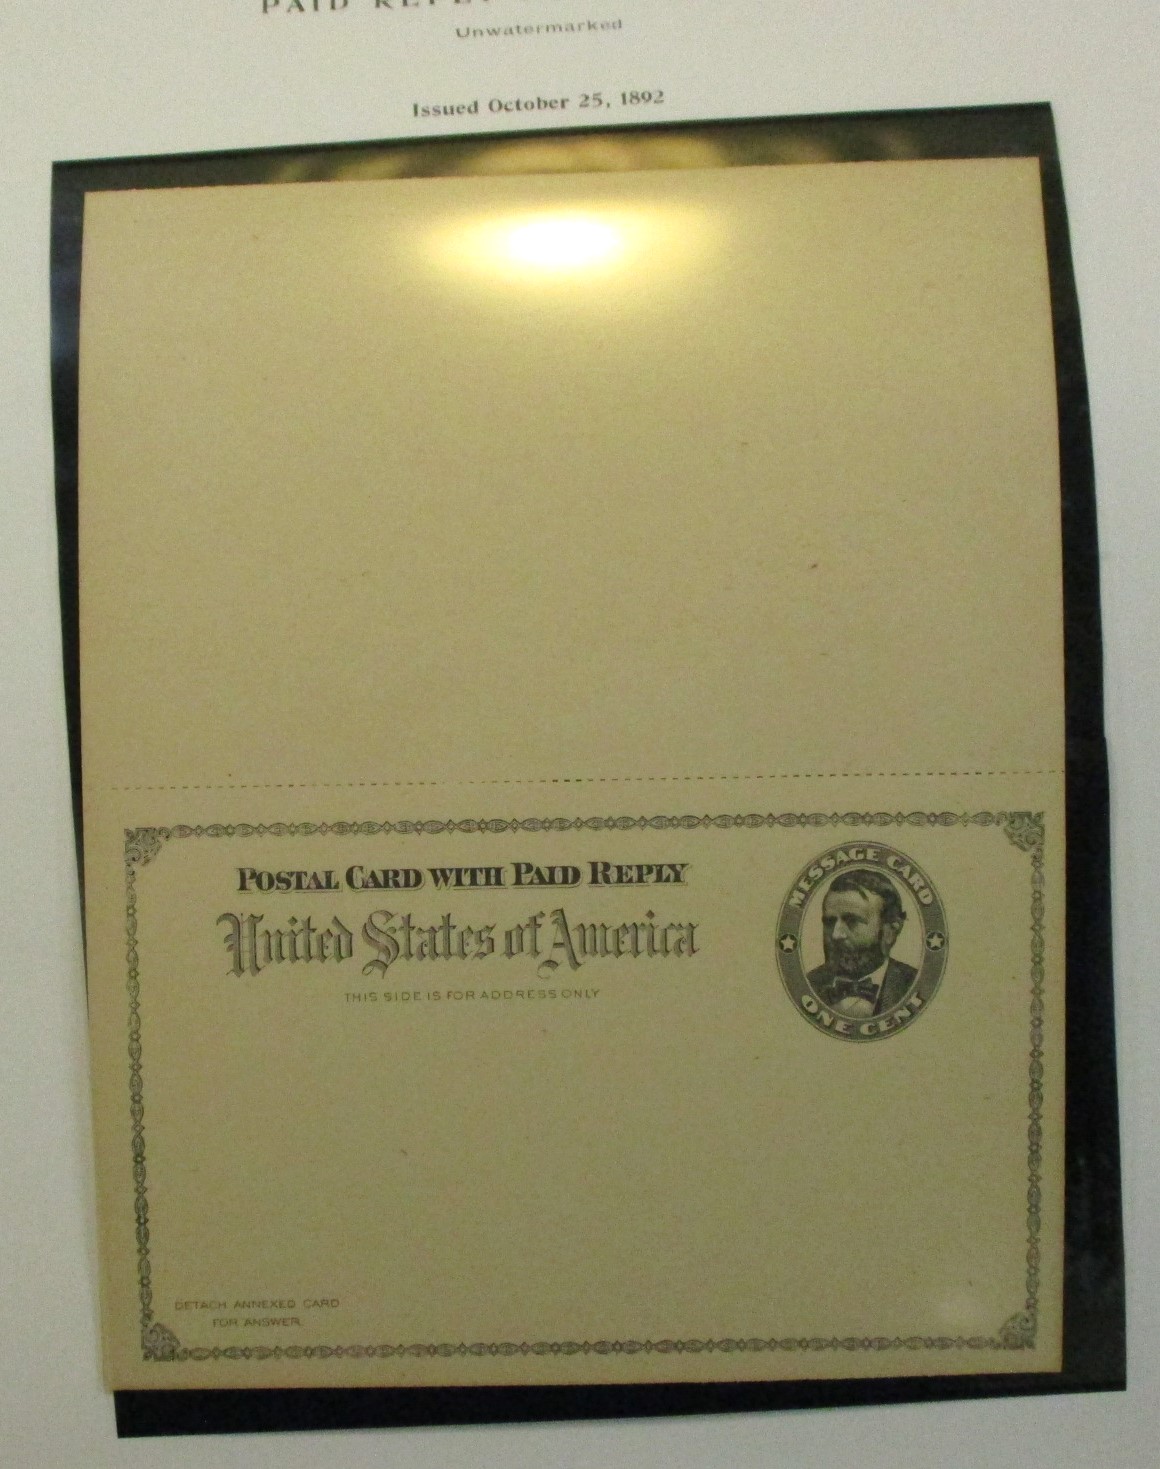 PAID
Unwatermarked
Issued October 25, 1892
POSTAL CARD WITH PAID REPLY
United States of America
THIS SIDE IS FOR ADDRESS ONLY
MESSAGE CARD
ONE CENT
DETACH ANNEXED CARD
FOR ANSWER.